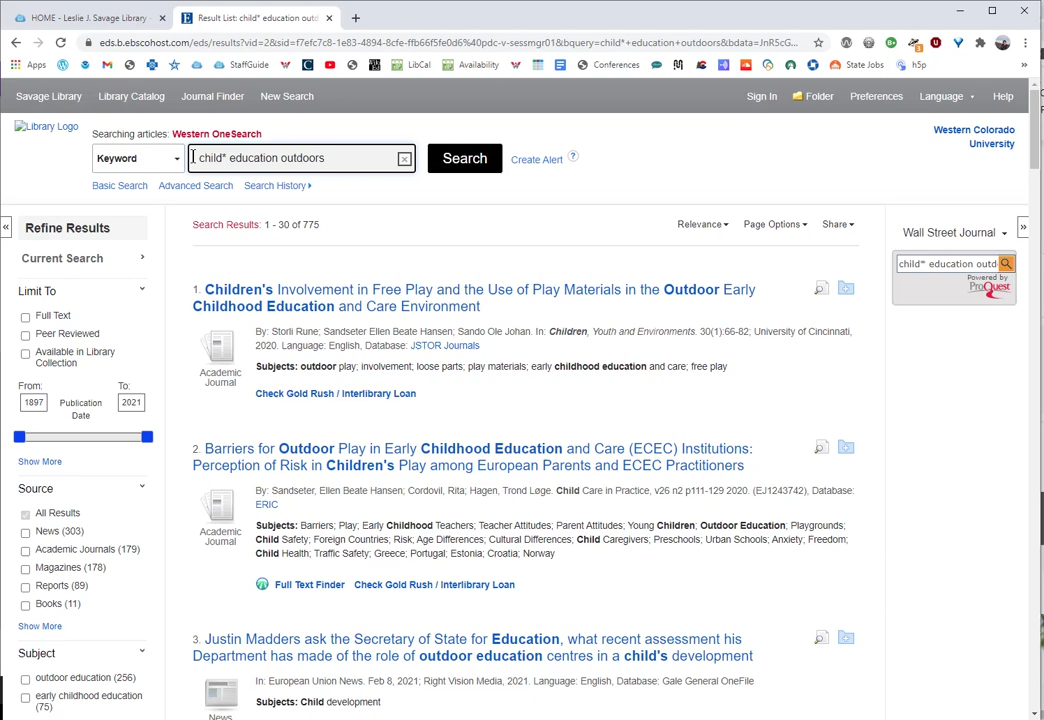 HOME - Leslie J. Savage Library
Result List: child* education outd
eds.b.ebscohost.com/eds/results?vid=2&sid=f7efc7c8-1e83-4894-8cfc-ffb66f5fe0d6%40pdc-v-sessmgr01&bquery=child*+education+outdoors&bdata=JnR5cG...
Apps StaffGuide LibCal Availability Conferences State Jobs h5p
Savage Library Library Catalog Journal Finder New Search Sign In Folder Preferences Language Help
Library Logo
Searching articles: Western OneSearch
Western Colorado
University
Keyword child* education outdoors Search Create Alert
Basic Search Advanced Search Search History
Refine Results
Current Search
Limit To
Full Text
Peer Reviewed
Available in Library
Collection
From: To:
1897 Publication 2021
Date
Show More
Source
All Results
News (303)
Academic Journals (179)
Magazines (178)
Reports (89)
Books (11)
Show More
Subject
outdoor education (256)
early childhood education
(75)
Search Results: 1 - 30 of 775 Relevance Page Options Share
1. Children's Involvement in Free Play and the Use of Play Materials in the Outdoor Early
Childhood Education and Care Environment
Academic
Journal
By: Storli Rune; Sandseter Ellen Beate Hansen; Sando Ole Johan. In: Children, Youth and Environments. 30(1):66-82; University of Cincinnati,
2020. Language: English, Database: JSTOR Journals
Subjects: outdoor play; involvement; loose parts; play materials; early childhood education and care; free play
Check Gold Rush / Interlibrary Loan
2. Barriers for Outdoor Play in Early Childhood Education and Care (ECEC) Institutions:
Perception of Risk in Children's Play among European Parents and ECEC Practitioners
Academic
Journal
By: Sandseter, Ellen Beate Hansen; Cordovil, Rita; Hagen, Trond Løge. Child Care in Practice, v26 n2 p111-129 2020. (EJ1243742), Database:
ERIC
Subjects: Barriers; Play; Early Childhood Teachers; Teacher Attitudes; Parent Attitudes; Young Children; Outdoor Education; Playgrounds;
Child Safety; Foreign Countries; Risk; Age Differences; Cultural Differences; Child Caregivers; Preschools; Urban Schools; Anxiety; Freedom;
Child Health; Traffic Safety; Greece; Portugal; Estonia; Croatia; Norway
Full Text Finder Check Gold Rush / Interlibrary Loan
3. Justin Madders ask the Secretary of State for Education, what recent assessment his
Department has made of the role of outdoor education centres in a child's development
News
In: European Union News. Feb 8, 2021; Right Vision Media, 2021. Language: English, Database: Gale General OneFile
Subjects: Child development
Wall Street Journal
child* education outd
Powered by
ProQuest